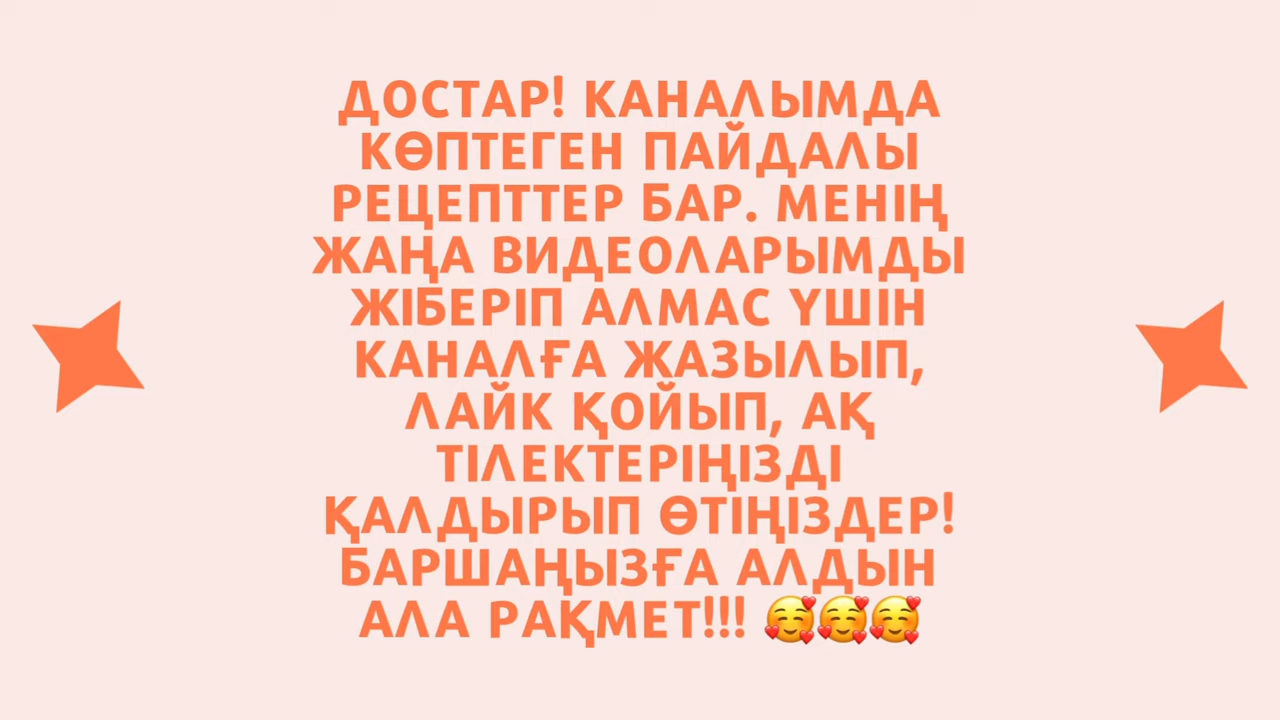 ДОСТАР! КАНАЛЫМДА
КӨПТЕГЕН ПАЙДАЛЫ
РЕЦЕПТТЕР БАР. МЕНІҢ
ЖАҢА ВИДЕОЛАРЫМДЫ
ЖІБЕРІП АЛМАС ҮШІН
КАНАЛҒА ЖАЗЫЛЫП,
ЛАЙК ҚОЙЫП, АҚ
ТІЛЕКТЕРІҢІЗДІ
ҚАЛДЫРЫП ӨТІҢІЗДЕР!
БАРШАҢЫЗҒА АЛДЫН
АЛА РАҚМЕТ!!! 🥰🥰🥰